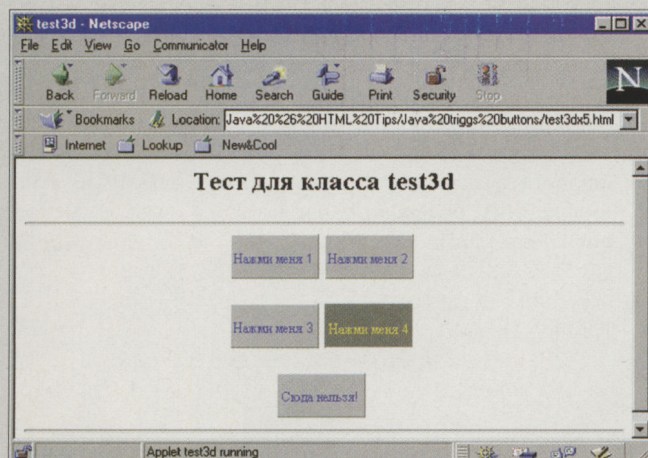 test3d - Netscape
File Edit View Go Communicator Help
Back Forward Reload Home Search Guide Print Security Stop
N
Bookmarks Location: Java%20%26%20HTML%20Tips/Java%20triggs%20buttons/test3dx5.html
Internet Lookup New&Cool
Тест для класса test3d
Нажми меня 1 Нажми меня 2
Нажми меня 3 Нажми меня 4
Сюда нельзя!
Applet test3d running